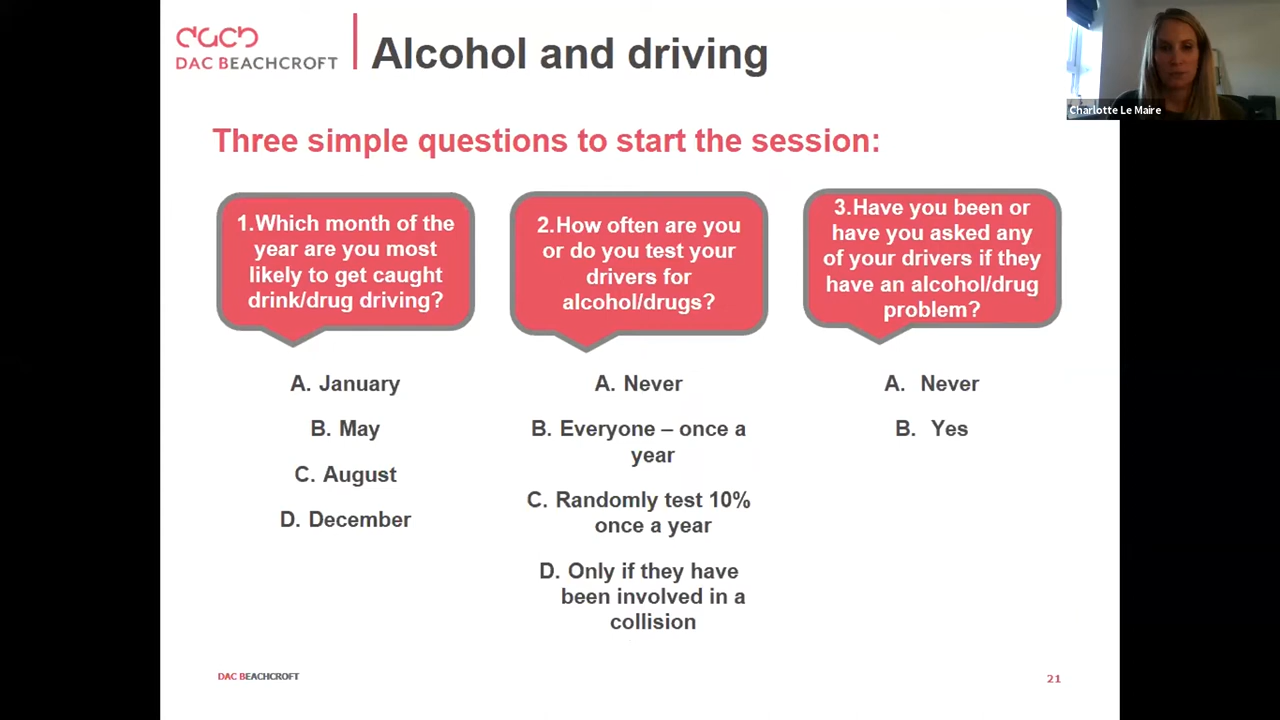 DAC BEACHCROFT
Alcohol and driving
Charlotte Le Maire
Three simple questions to start the session:
1.Which month of the
year are you most
likely to get caught
drink/drug driving?
A. January
B. May
C. August
D. December
2.How often are you
or do you test your
drivers for
alcohol/drugs?
A. Never
B. Everyone – once a
year
C. Randomly test 10%
once a year
D. Only if they have
been involved in a
collision
3.Have you been or
have you asked any
of your drivers if they
have an alcohol/drug
problem?
A. Never
B. Yes
DAC BEACHCROFT
21